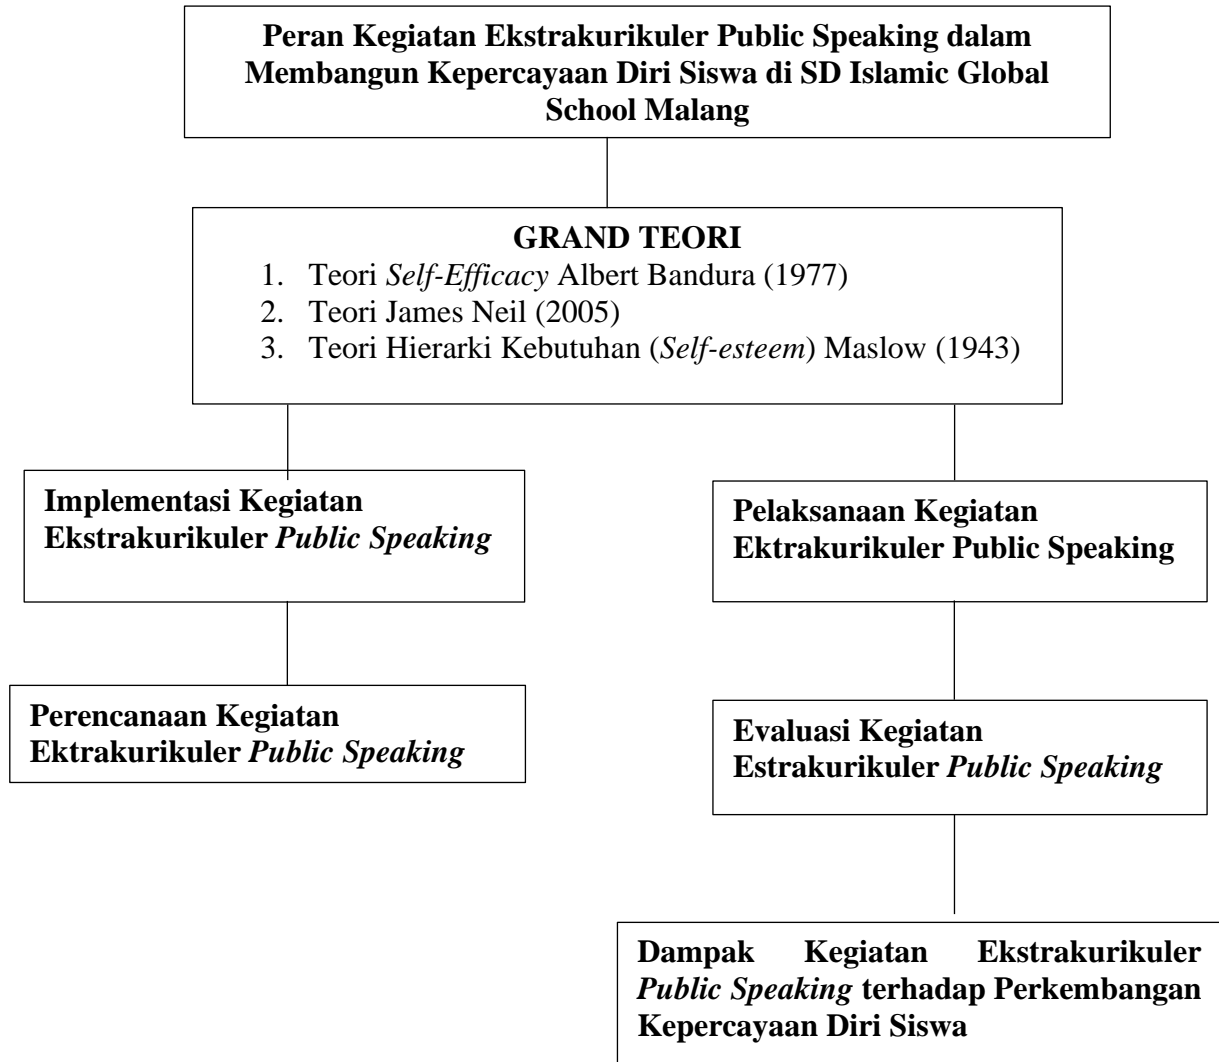 Peran Kegiatan Ekstrakurikuler Public Speaking dalam
Membangun Kepercayaan Diri Siswa di SD Islamic Global
School Malang
GRAND TEORI
1. Teori Self-Efficacy Albert Bandura (1977)
2. Teori James Neil (2005)
3. Teori Hierarki Kebutuhan (Self-esteem) Maslow (1943)
Implementasi Kegiatan
Ekstrakurikuler Public Speaking
Perencanaan Kegiatan
Ektrakurikuler Public Speaking
Pelaksanaan Kegiatan
Ektrakurikuler Public Speaking
Evaluasi Kegiatan
Estrakurikuler Public Speaking
Dampak Kegiatan Ekstrakurikuler
Public Speaking terhadap Perkembangan
Kepercayaan Diri Siswa